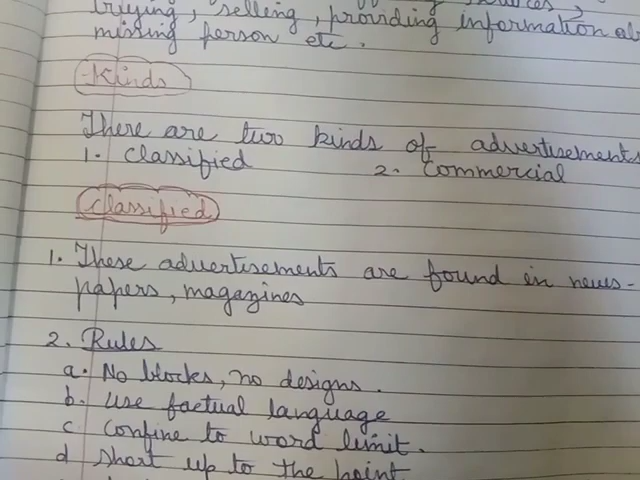 buying, selling, providing information ab
missing person etc.
Kinds
There are two kinds of advertisements
1. Classified 2. Commercial
Classified
1. These advertisements are found in news-
papers, magazines
2. Rules
a. No blocks, no designs.
b. Use factual language
c Confine to word limit.
d Short up to the point